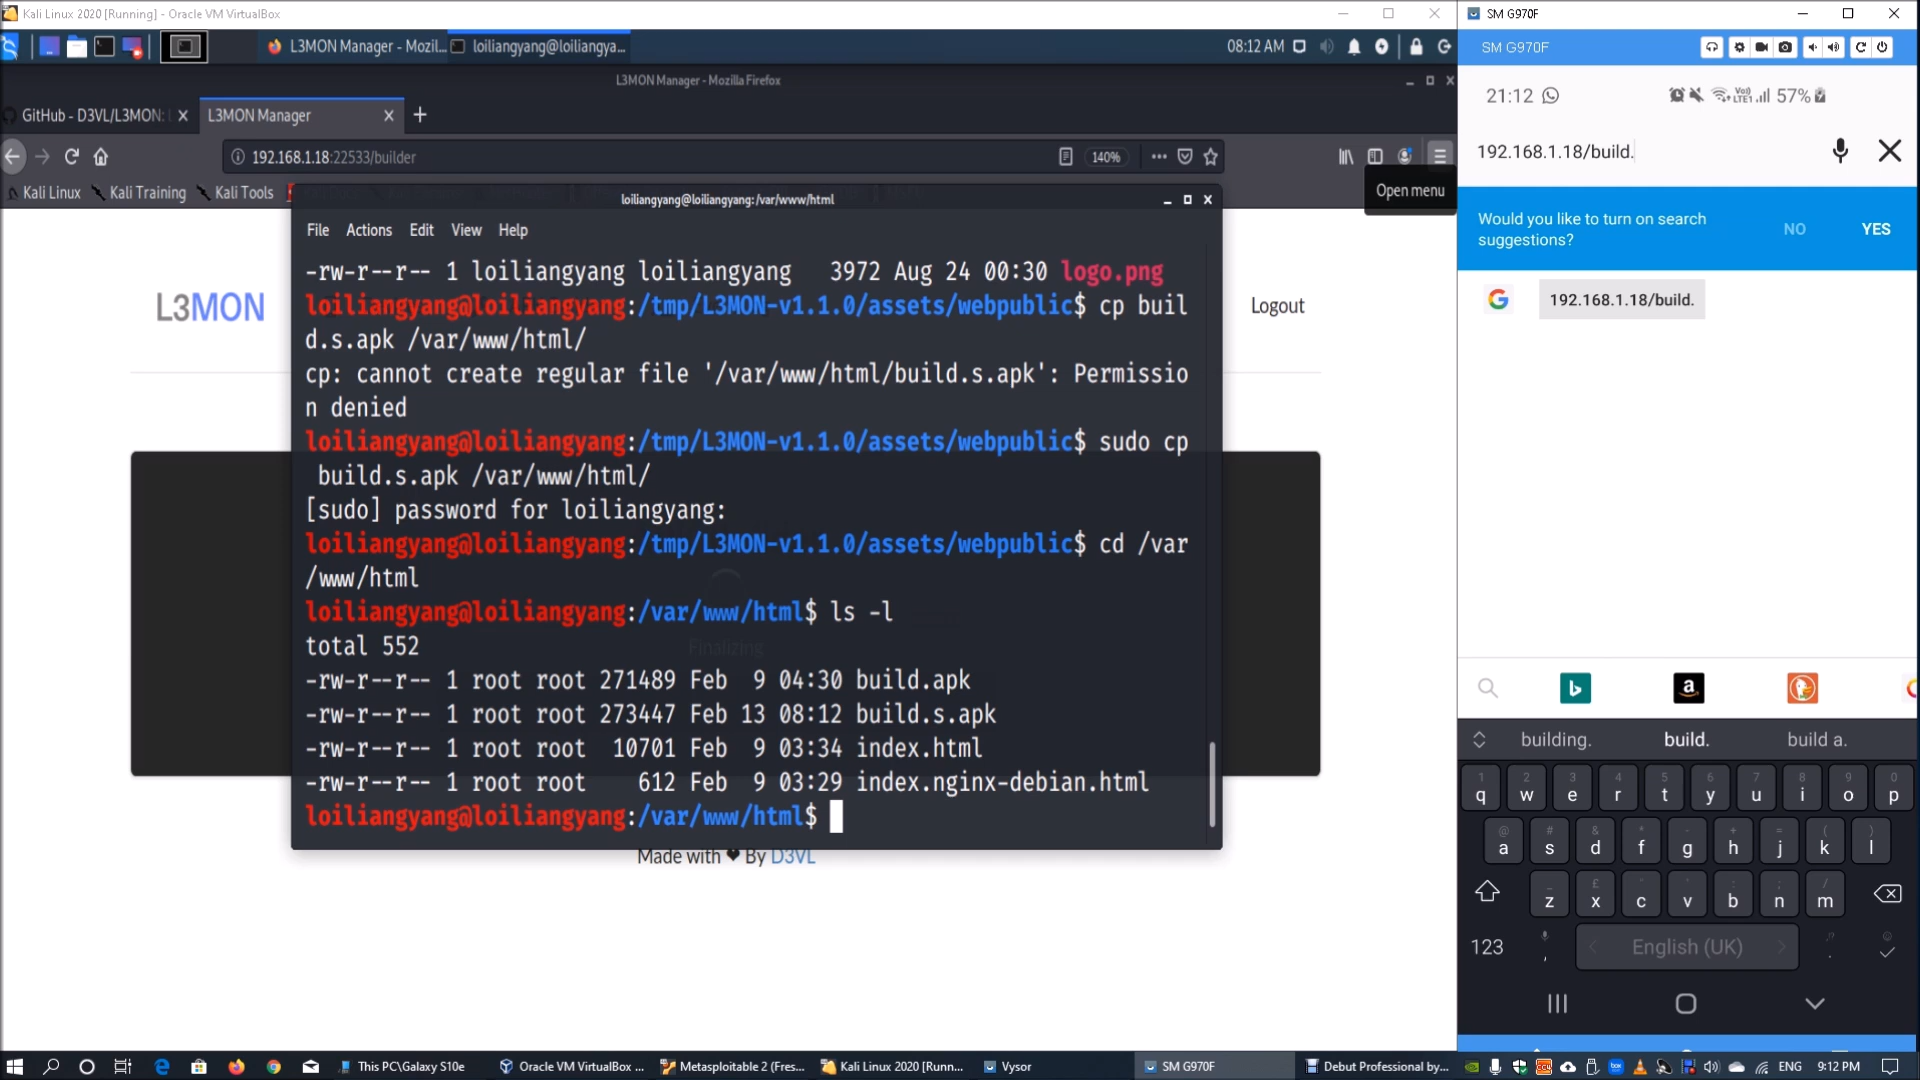 Kali Linux 2020 [Running] - Oracle VM VirtualBox
L3MON Manager - Mozil...
loiliangyang@loiliangya...
08:12 AM
L3MON Manager - Mozilla Firefox
GitHub - D3VL/L3MON:
L3MON Manager
192.168.1.18:22533/builder
140%
Kali Linux
Kali Training
Kali Tools
Open menu
L3MON
Logout
loiliangyang@loiliangyang: /var/www/html
File Actions Edit View Help
-rw-r--r-- 1 loiliangyang loiliangyang   3972 Aug 24 00:30 logo.png
loiliangyang@loiliangyang:/tmp/L3MON-v1.1.0/assets/webpublic$ cp buil
d.s.apk /var/www/html/
cp: cannot create regular file '/var/www/html/build.s.apk': Permissio
n denied
loiliangyang@loiliangyang:/tmp/L3MON-v1.1.0/assets/webpublic$ sudo cp
 build.s.apk /var/www/html/
[sudo] password for loiliangyang:
loiliangyang@loiliangyang:/tmp/L3MON-v1.1.0/assets/webpublic$ cd /var
/www/html
loiliangyang@loiliangyang:/var/www/html$ ls -l
total 552
-rw-r--r-- 1 root root 271489 Feb  9 04:30 build.apk
-rw-r--r-- 1 root root 273447 Feb 13 08:12 build.s.apk
-rw-r--r-- 1 root root  10701 Feb  9 03:34 index.html
-rw-r--r-- 1 root root    612 Feb  9 03:29 index.nginx-debian.html
loiliangyang@loiliangyang:/var/www/html$
Finalizing
Made with ❤ By D3VL
SM G970F
SM G970F
21:12
57%
192.168.1.18/build.
Would you like to turn on search
suggestions?
NO
YES
192.168.1.18/build.
building.
build.
build a.
1 2 3 4 5 6 7 8 9 0
q w e r t y u i o p
@ # & * - + = ( )
a s d f g h j k l
z x c v b n m
123
English (UK)
This PC\Galaxy S10e
Oracle VM VirtualBox ...
Metasploitable 2 (Fres...
Kali Linux 2020 [Runn...
Vysor
SM G970F
Debut Professional by...
ENG
9:12 PM